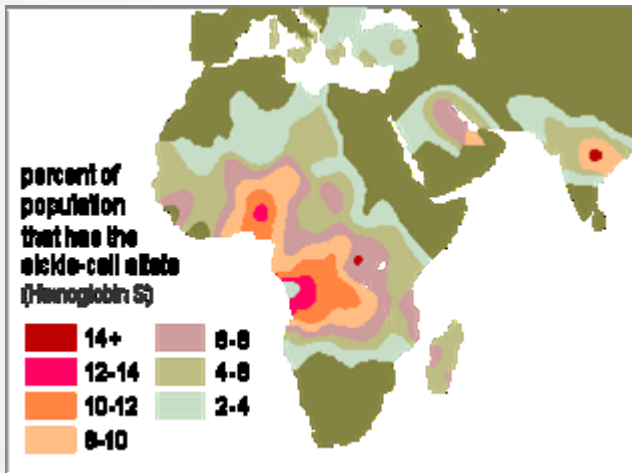 percent of
population
that has the
sickle-cell allele
(Hemoglobin S)
14+
12-14
10-12
8-10
6-8
4-6
2-4